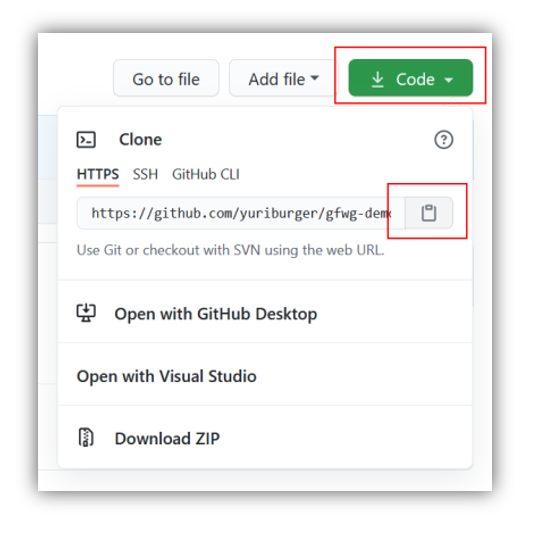 Go to file
Add file
Code
Clone
HTTPS SSH GitHub CLI
https://github.com/yuriburger/gfwg-dem
Use Git or checkout with SVN using the web URL.
Open with GitHub Desktop
Open with Visual Studio
Download ZIP